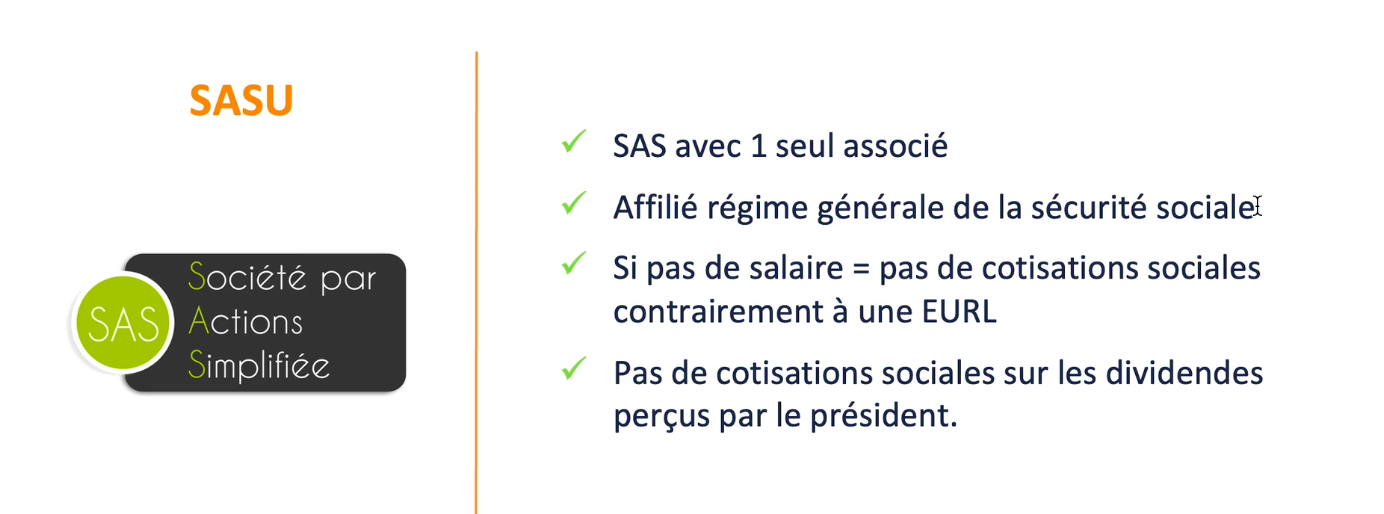 SASU
SAS
Société par
Actions
Simplifiée
SAS avec 1 seul associé
Affilié régime générale de la sécurité sociale
Si pas de salaire = pas de cotisations sociales
contrairement à une EURL
Pas de cotisations sociales sur les dividendes
perçus par le président.